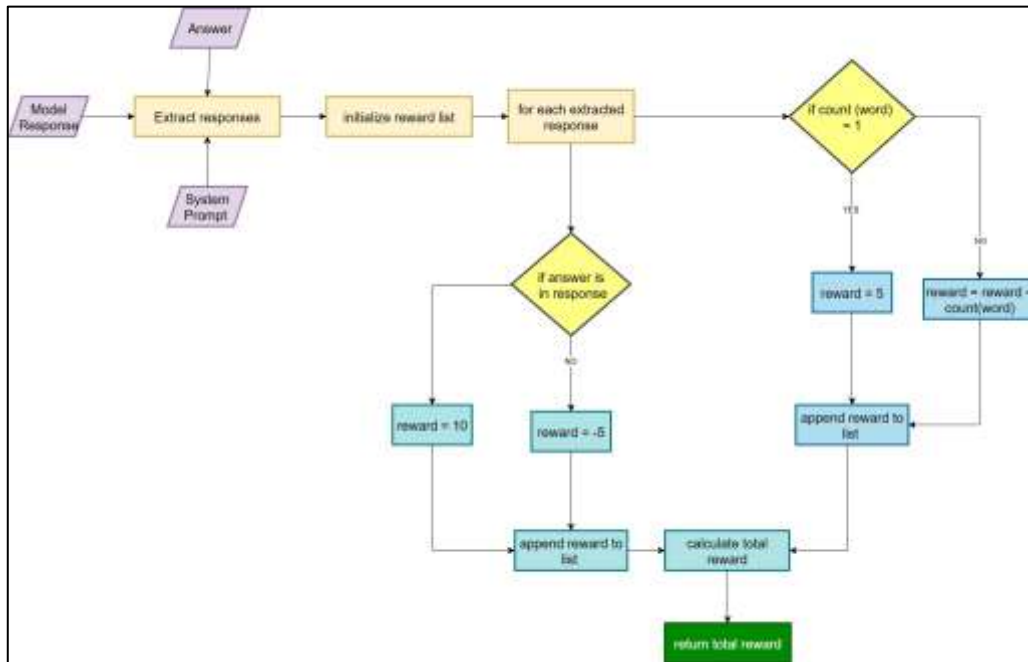 Answer
Model
Response
Extract responses
initialize reward list
for each extracted
response
if count (word)
= 1
System
Prompt
YES
NO
if answer is
in response
reward = 5
reward = reward -
count(word)
NO
reward = 10
reward = -5
append reward to
list
append reward to
list
calculate total
reward
return total reward